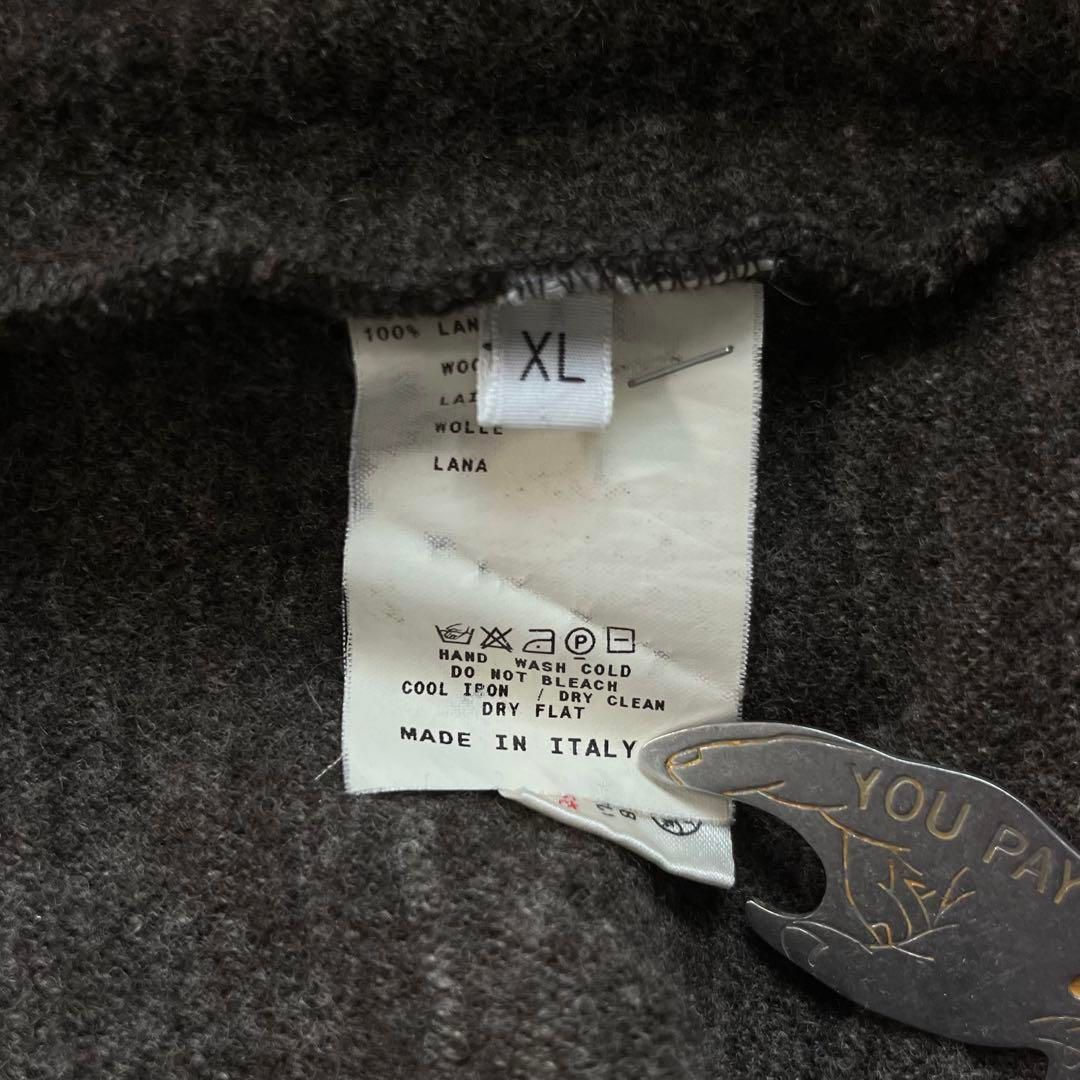 100% LAN
XL
WOO
LAI
WOLLE
LANA
P
HAND WASH COLD
DO NOT BLEACH
COOL IRON / DRY CLEAN
DRY FLAT
MADE IN ITALY
YOU PAY